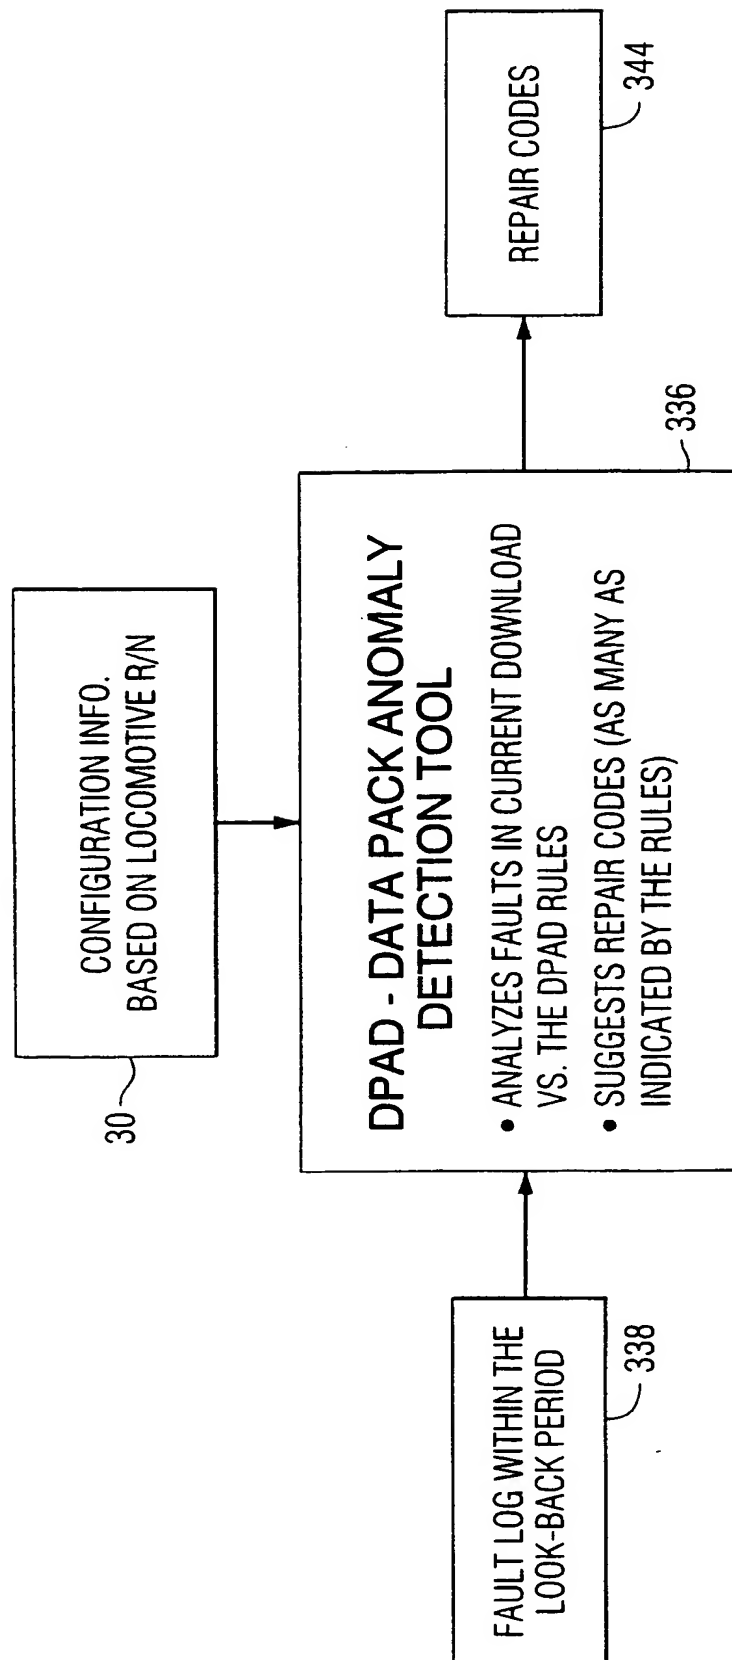 CONFIGURATION INFO.
BASED ON LOCOMOTIVE R/N
30
FAULT LOG WITHIN THE
LOOK-BACK PERIOD
338
DPAD - DATA PACK ANOMALY
DETECTION TOOL
• ANALYZES FAULTS IN CURRENT DOWNLOAD
VS. THE DPAD RULES
• SUGGESTS REPAIR CODES (AS MANY AS
INDICATED BY THE RULES)
336
REPAIR CODES
344